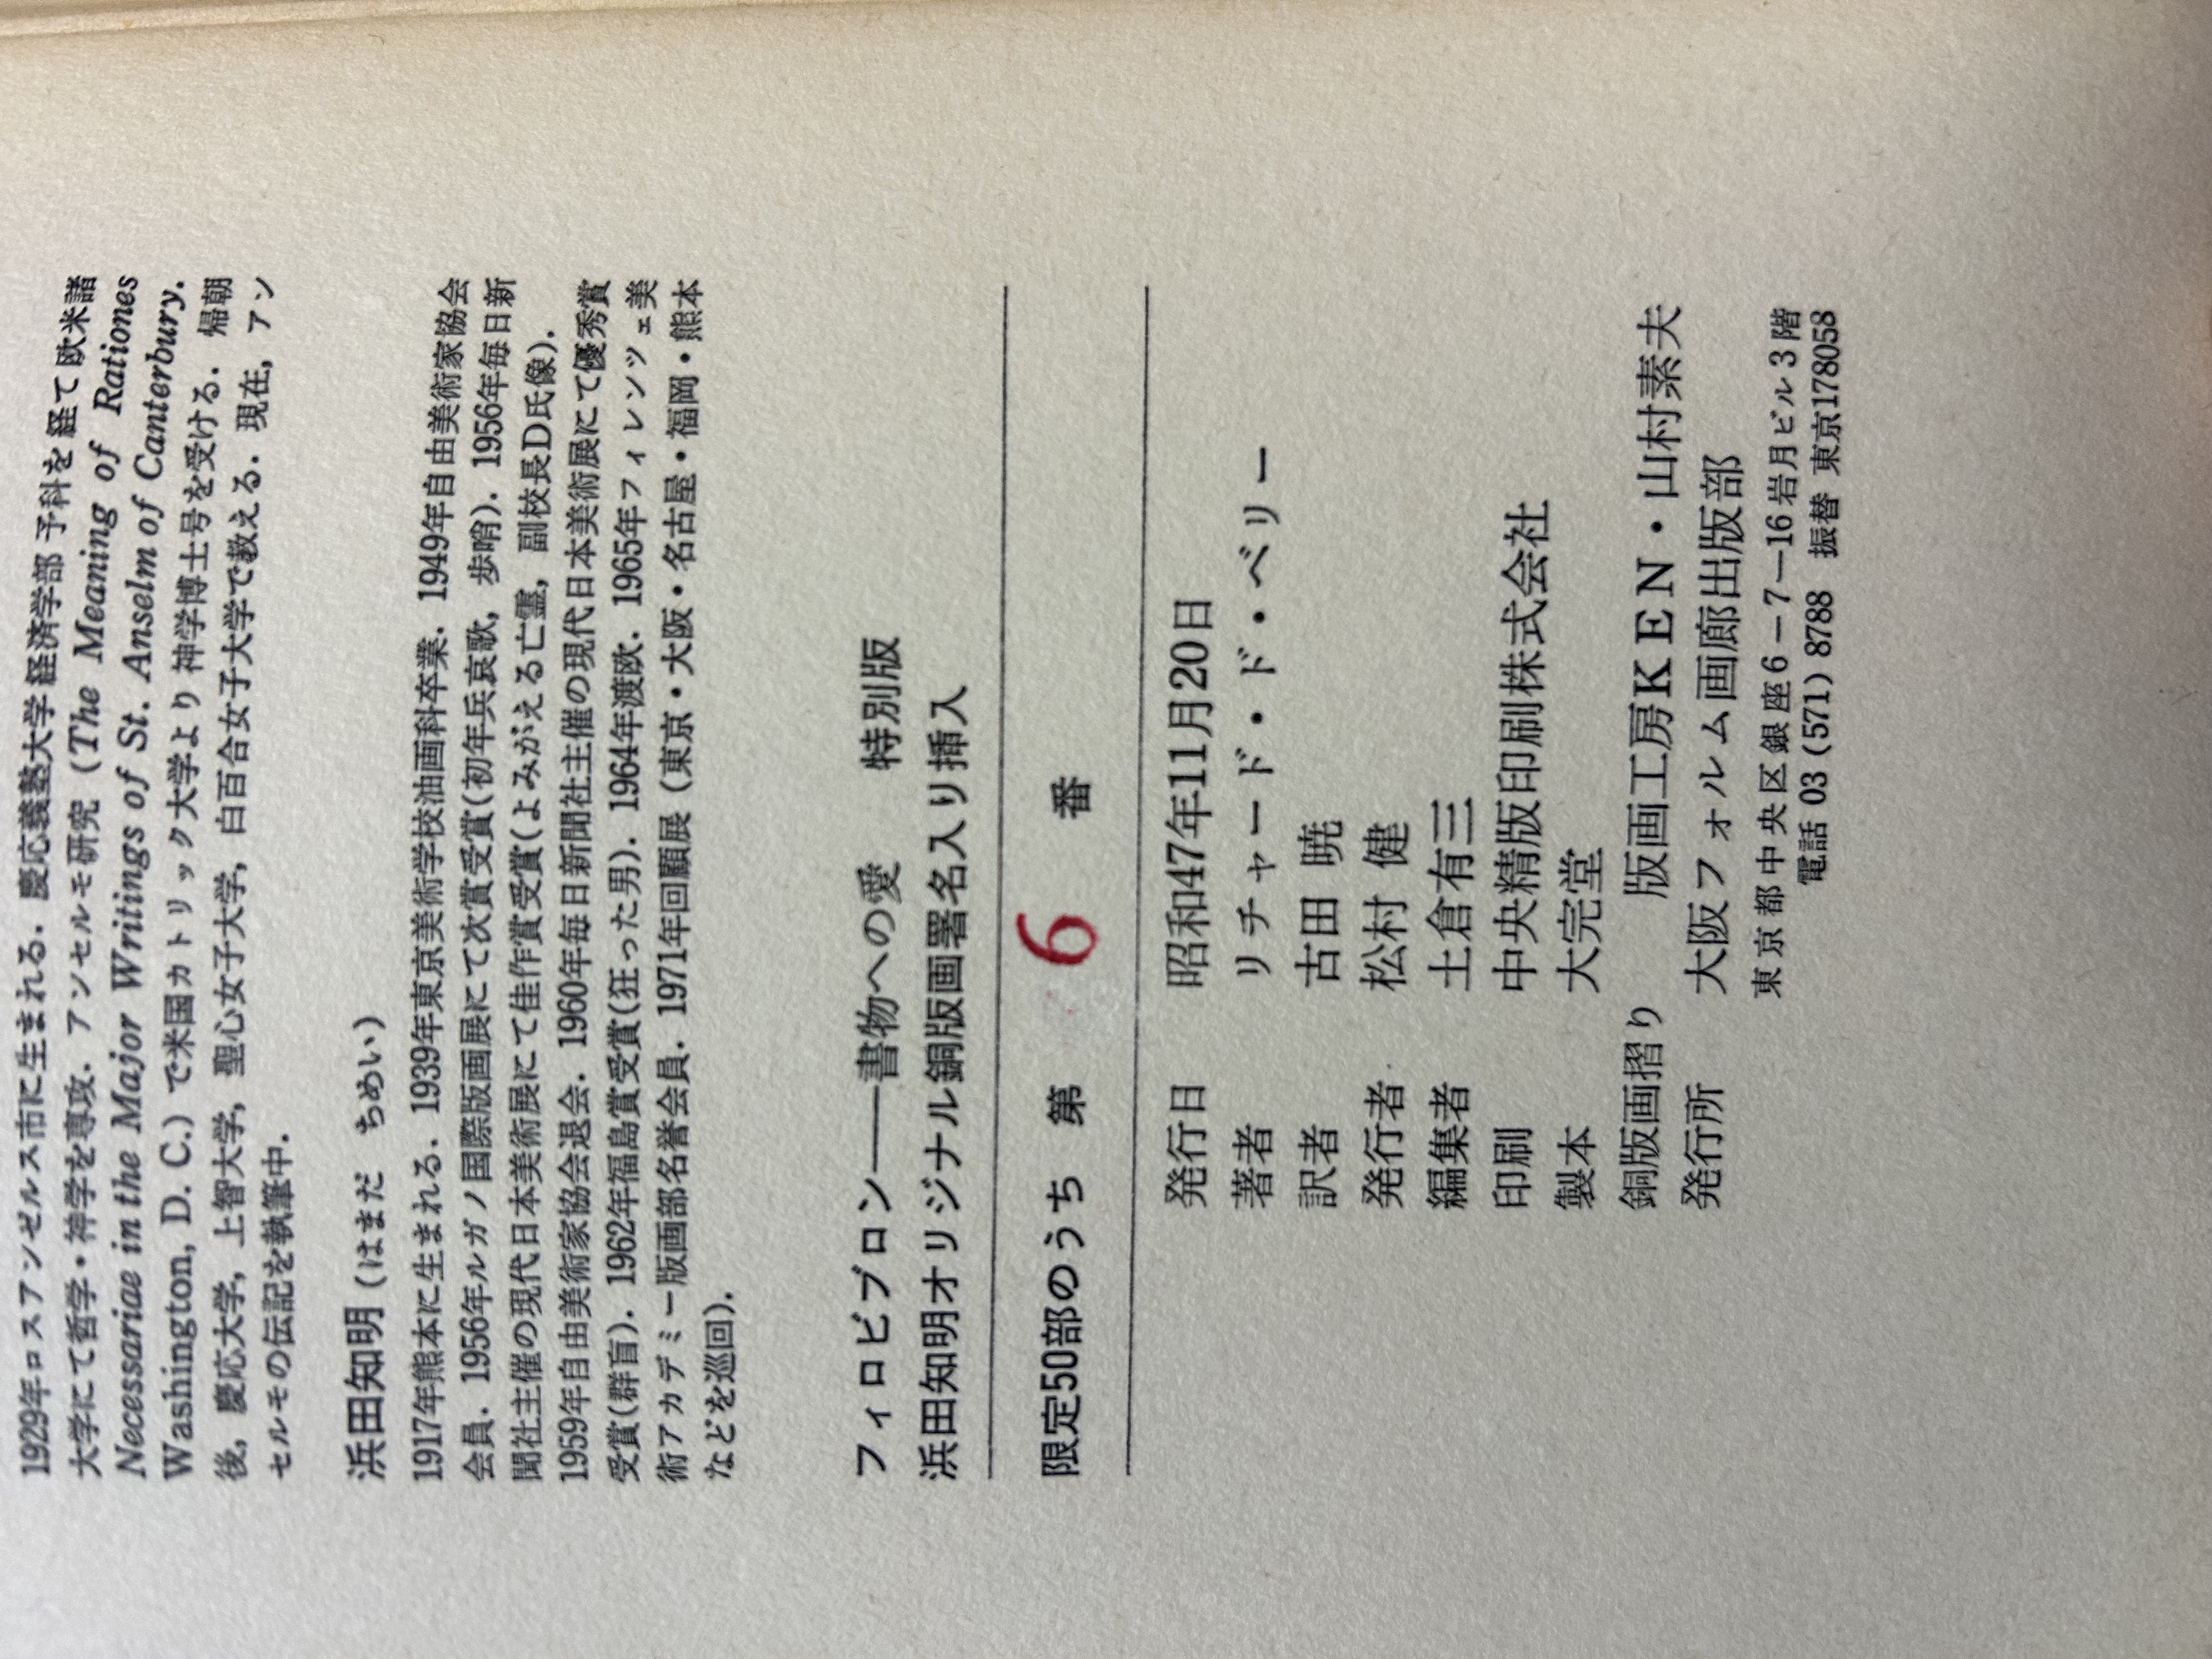 1929年ロスアンゼルス市に生まれる．慶応義塾大学経済学部予科を経て欧米諸
大学にて哲学・神学を専攻．アンセルモ研究（The Meaning of Rationes
Necessariae in the Major Writings of St. Anselm of Canterbury.
Washington, D. C.）で米国カトリック大学より神学博士号を受ける．帰朝
後，慶応大学，上智大学，聖心女子大学，白百合女子大学で教える．現在，アン
セルモの伝記を執筆中．
浜田知明（はまだ ちめい）
1917年熊本に生まれる．1939年東京美術学校油画科卒業．1949年自由美術家協会
会員．1956年ルガノ国際版画展にて次賞受賞（初年兵哀歌，歩哨）．1956年毎日新
聞社主催の現代日本美術展にて佳作賞受賞（よみがえる亡霊，副校長D氏像）．
1959年自由美術家協会退会．1960年毎日新聞社主催の現代日本美術展にて優秀賞
受賞（群盲）．1962年福島賞受賞（狂った男）．1964年渡欧．1965年フィレンツェ美
術アカデミー版画部名誉会員．1971年回顧展（東京・大阪・名古屋・福岡・熊本
などを巡回）．
フィロビブロン――書物への愛 特別版
浜田知明オリジナル銅版画署名入り挿入
限定50部のうち 第 6 番
発行日 昭和47年11月20日
著者 リチャード・ド・ベリー
訳者 古田 暁
発行者 松村 健
編集者 土倉有三
印刷 中央精版印刷株式会社
製本 大完堂
銅版画摺り 版画工房KEN・山村素夫
発行所 大阪フォルム画廊出版部
東京都中央区銀座6－7－16岩月ビル3階
電話 03（571）8788 振替 東京178058